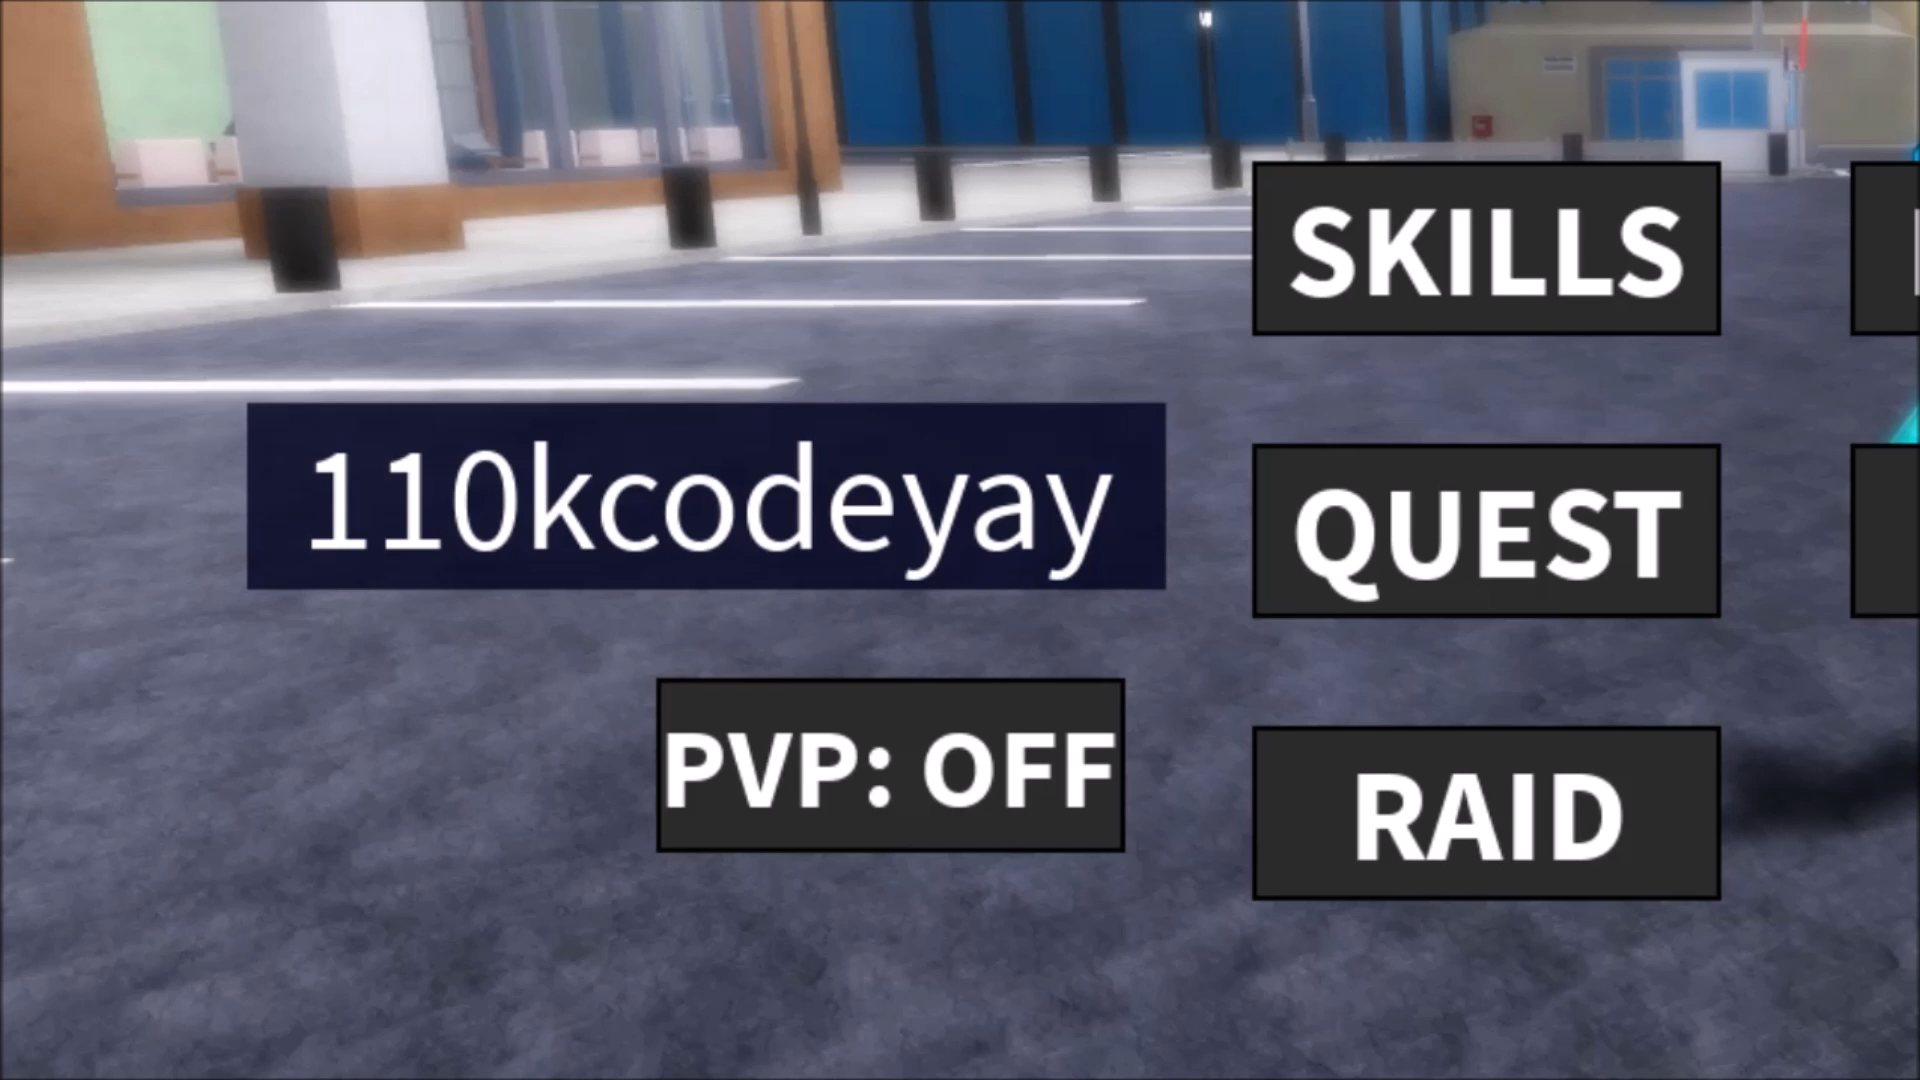 SKILLS
110kcodeyay
QUEST
PVP: OFF
RAID